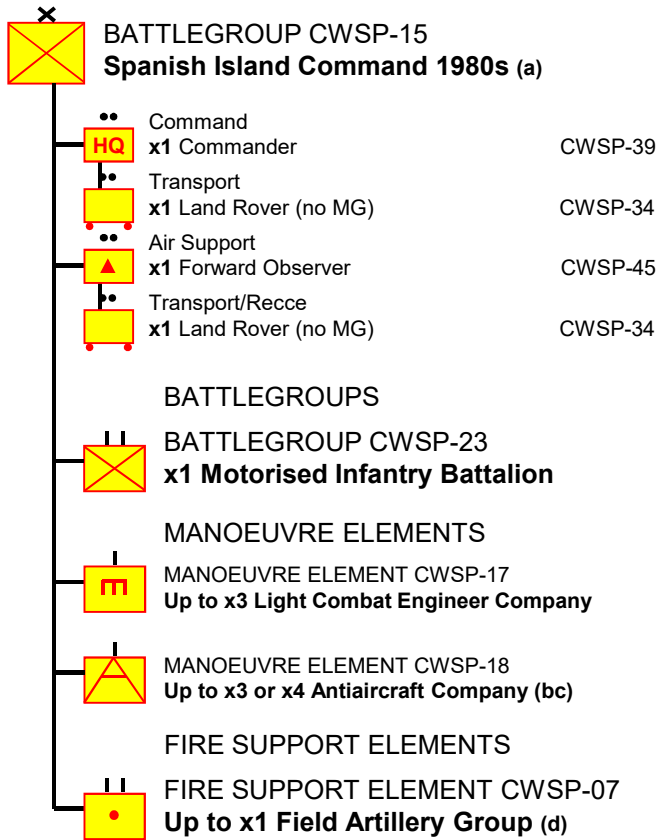 BATTLEGROUP CWSP-15
Spanish Island Command 1980s (a)
Command
HQ x1 Commander CWSP-39
Transport
x1 Land Rover (no MG) CWSP-34
Air Support
x1 Forward Observer CWSP-45
Transport/Recce
x1 Land Rover (no MG) CWSP-34
BATTLEGROUPS
BATTLEGROUP CWSP-23
x1 Motorised Infantry Battalion
MANOEUVRE ELEMENTS
MANOEUVRE ELEMENT CWSP-17
Up to x3 Light Combat Engineer Company
MANOEUVRE ELEMENT CWSP-18
Up to x3 or x4 Antiaircraft Company (bc)
FIRE SUPPORT ELEMENTS
FIRE SUPPORT ELEMENT CWSP-07
Up to x1 Field Artillery Group (d)